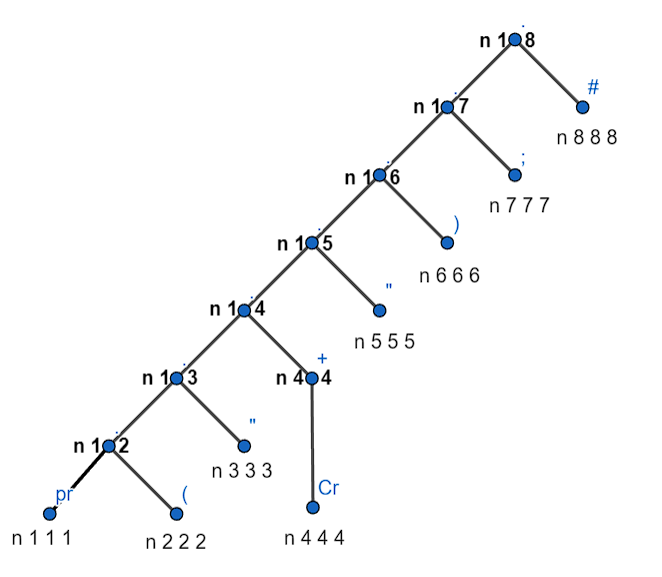 .
n 1 8
#
.
n 1 7
n 8 8 8
.
;
n 1 6
n 7 7 7
.
)
n 1 5
n 6 6 6
.
"
n 1 4
n 5 5 5
.
+
n 1 3
n 4 4
.
"
n 1 2
n 3 3 3
pr
(
Cr
n 1 1 1
n 2 2 2
n 4 4 4